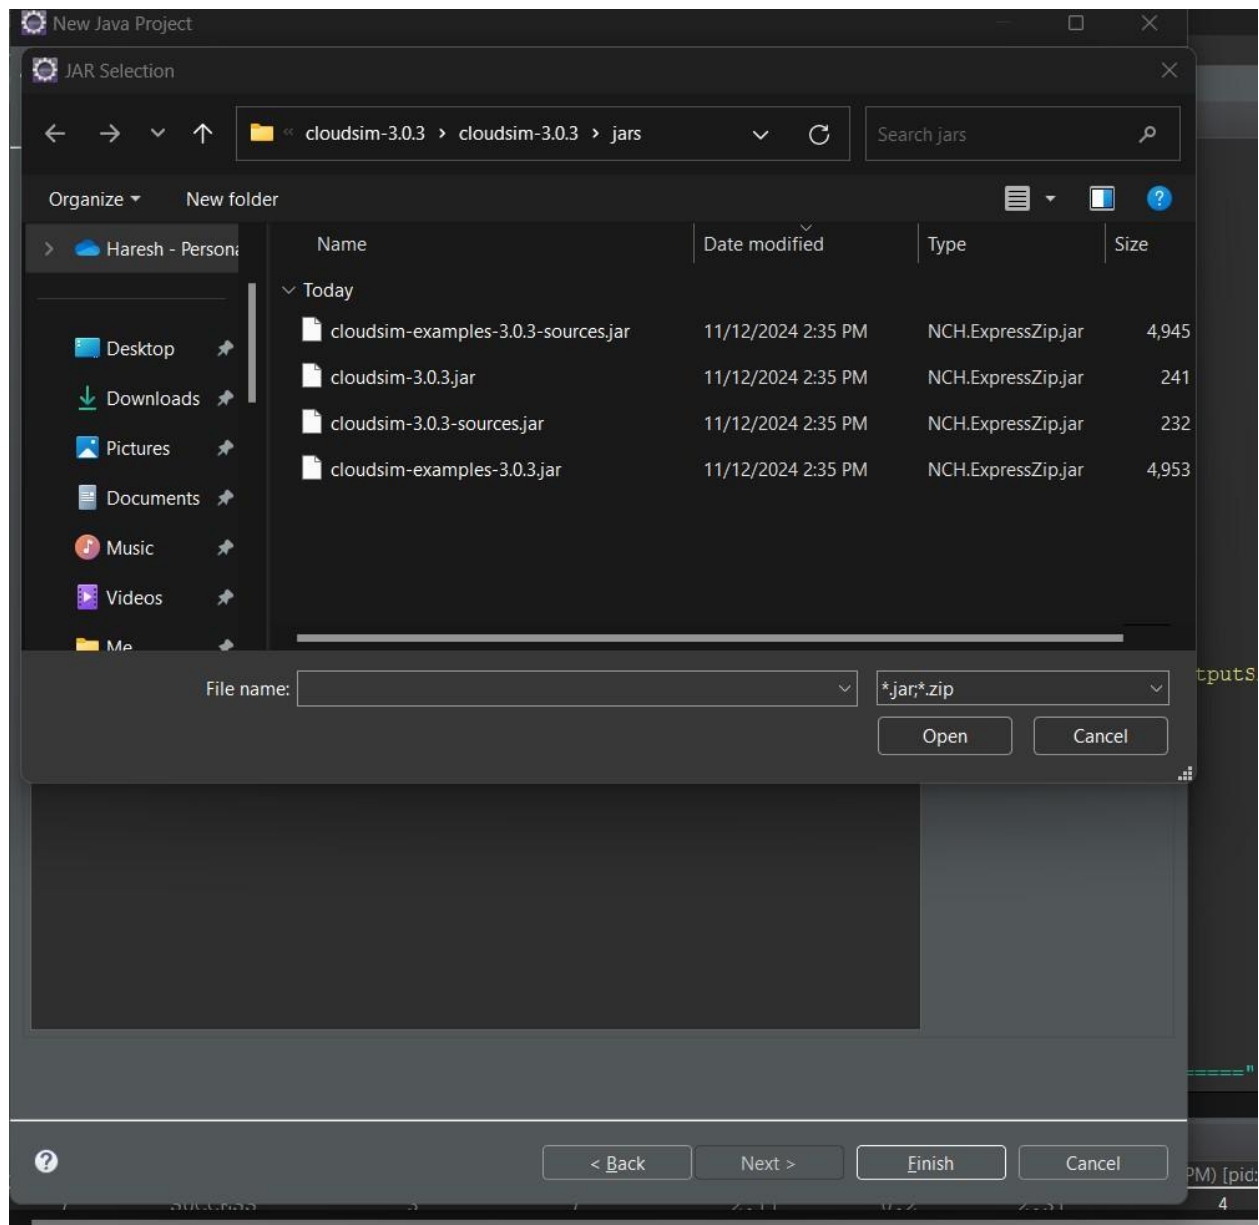 New Java Project
JAR Selection
« cloudsim-3.0.3 > cloudsim-3.0.3 > jars
Search jars
Organize New folder
Haresh - Persona
Name Date modified Type Size
Today
cloudsim-examples-3.0.3-sources.jar 11/12/2024 2:35 PM NCH.ExpressZip.jar 4,945
cloudsim-3.0.3.jar 11/12/2024 2:35 PM NCH.ExpressZip.jar 241
cloudsim-3.0.3-sources.jar 11/12/2024 2:35 PM NCH.ExpressZip.jar 232
cloudsim-examples-3.0.3.jar 11/12/2024 2:35 PM NCH.ExpressZip.jar 4,953
Desktop
Downloads
Pictures
Documents
Music
Videos
Me
File name: *.jar;*.zip
tputS
Open Cancel
====="
< Back Next > Finish Cancel
PM) [pid:
4